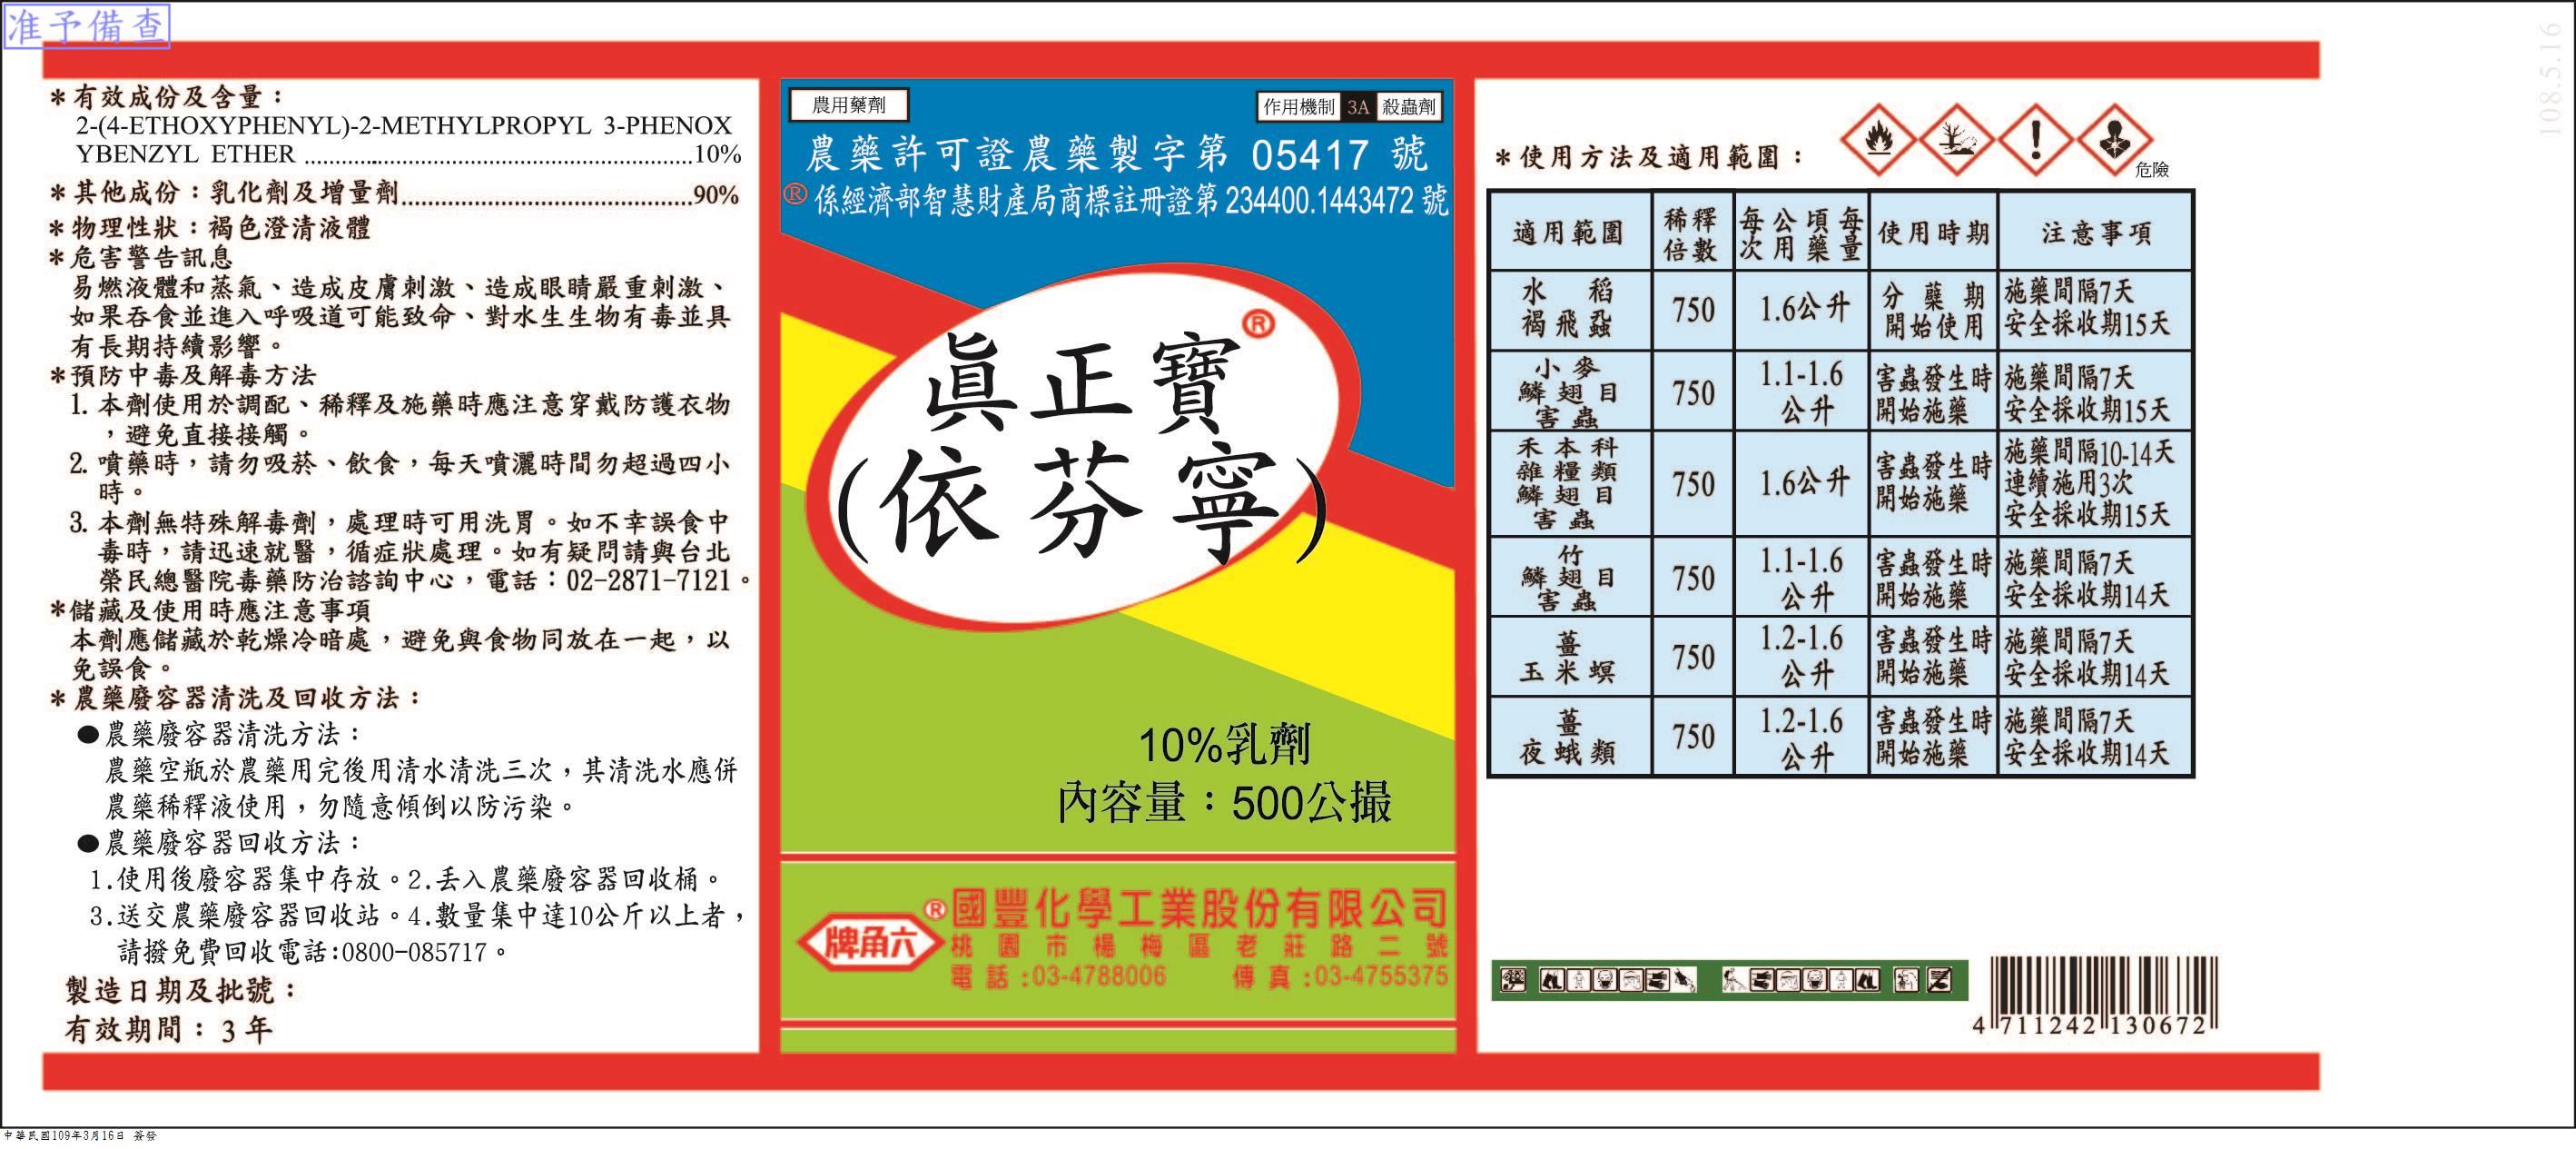 准予備查
108.5.16
＊有效成份及含量：
2-(4-ETHOXYPHENYL)-2-METHYLPROPYL 3-PHENOX
YBENZYL ETHER ..........10%
＊其他成份：乳化劑及增量劑..........90%
＊物理性狀：褐色澄清液體
＊危害警告訊息
易燃液體和蒸氣、造成皮膚刺激、造成眼睛嚴重刺激、
如果吞食並進入呼吸道可能致命、對水生生物有毒並具
有長期持續影響。
＊預防中毒及解毒方法
1. 本劑使用於調配、稀釋及施藥時應注意穿戴防護衣物
，避免直接接觸。
2. 噴藥時，請勿吸菸、飲食，每天噴灑時間勿超過四小
時。
3. 本劑無特殊解毒劑，處理時可用洗胃。如不幸誤食中
毒時，請迅速就醫，循症狀處理。如有疑問請與台北
榮民總醫院毒藥防治諮詢中心，電話：02-2871-7121。
＊儲藏及使用時應注意事項
本劑應儲藏於乾燥冷暗處，避免與食物同放在一起，以
免誤食。
＊農藥廢容器清洗及回收方法：
●農藥廢容器清洗方法：
農藥空瓶於農藥用完後用清水清洗三次，其清洗水應併
農藥稀釋液使用，勿隨意傾倒以防污染。
●農藥廢容器回收方法：
1.使用後廢容器集中存放。2.丟入農藥廢容器回收桶。
3.送交農藥廢容器回收站。4.數量集中達10公斤以上者，
請撥免費回收電話:0800-085717。
製造日期及批號：
有效期間：3年
農用藥劑
作用機制 3A 殺蟲劑
農藥許可證農藥製字第 05417 號
®係經濟部智慧財產局商標註冊證第234400.1443472號
眞正寶®
(依芬寧)
10%乳劑
內容量：500公撮
牌角六®
國豐化學工業股份有限公司
桃園市楊梅區老莊路二號
電話:03-4788006 傳真:03-4755375
＊使用方法及適用範圍：
危險
適用範圍 稀釋倍數 每公頃每次用藥量 使用時期 注意事項
水稻褐飛蝨 750 1.6公升 分蘗期開始使用 施藥間隔7天 安全採收期15天
小麥鱗翅目害蟲 750 1.1-1.6公升 害蟲發生時開始施藥 施藥間隔7天 安全採收期15天
禾本科雜糧類鱗翅目害蟲 750 1.6公升 害蟲發生時開始施藥 施藥間隔10-14天 連續施用3次 安全採收期15天
竹鱗翅目害蟲 750 1.1-1.6公升 害蟲發生時開始施藥 施藥間隔7天 安全採收期14天
薑玉米螟 750 1.2-1.6公升 害蟲發生時開始施藥 施藥間隔7天 安全採收期14天
薑夜蛾類 750 1.2-1.6公升 害蟲發生時開始施藥 施藥間隔7天 安全採收期14天
4 711242 130672
中華民國109年3月16日 簽發